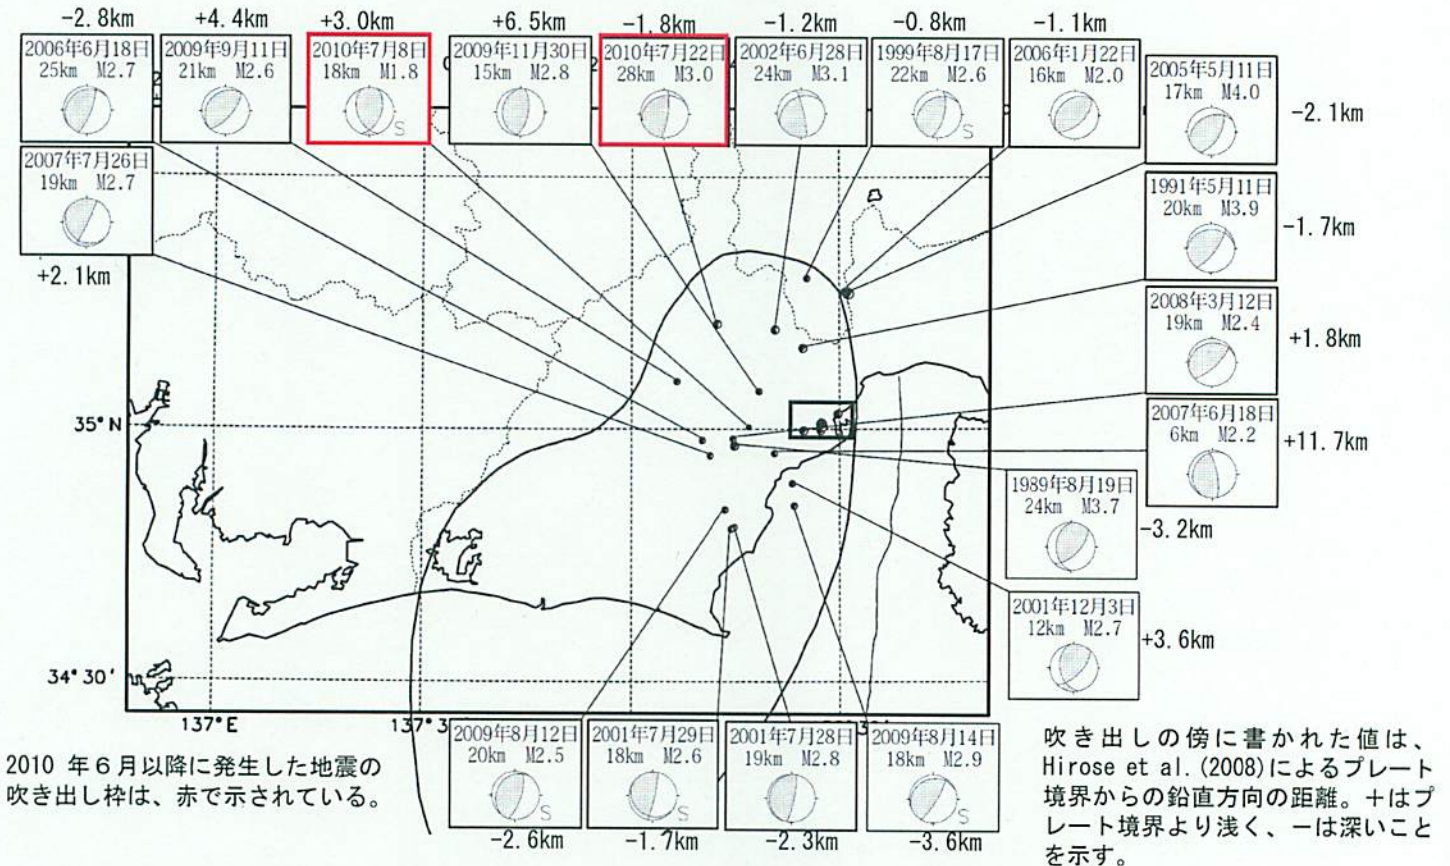 -2.8km
+4.4km
+3.0km
+6.5km
-1.8km
-1.2km
-0.8km
-1.1km
2006年6月18日
25km M2.7
2009年9月11日
21km M2.6
2010年7月8日
18km M1.8
S
2009年11月30日
15km M2.8
2010年7月22日
28km M3.0
2002年6月28日
24km M3.1
1999年8月17日
22km M2.6
S
2006年1月22日
16km M2.0
2005年5月11日
17km M4.0
-2.1km
2007年7月26日
19km M2.7
+2.1km
1991年5月11日
20km M3.9
-1.7km
2008年3月12日
19km M2.4
+1.8km
35°N
2007年6月18日
6km M2.2
+11.7km
1989年8月19日
24km M3.7
-3.2km
2001年12月3日
12km M2.7
+3.6km
34°30'
137°E
137°3
2009年8月12日
20km M2.5
S
-2.6km
2001年7月29日
18km M2.6
S
-1.7km
2001年7月28日
19km M2.8
-2.3km
2009年8月14日
18km M2.9
S
-3.6km
2010 年6月以降に発生した地震の
吹き出し枠は、赤で示されている。
吹き出しの傍に書かれた値は、
Hirose et al.(2008)によるプレート
境界からの鉛直方向の距離。+はプ
レート境界より浅く、-は深いこと
を示す。